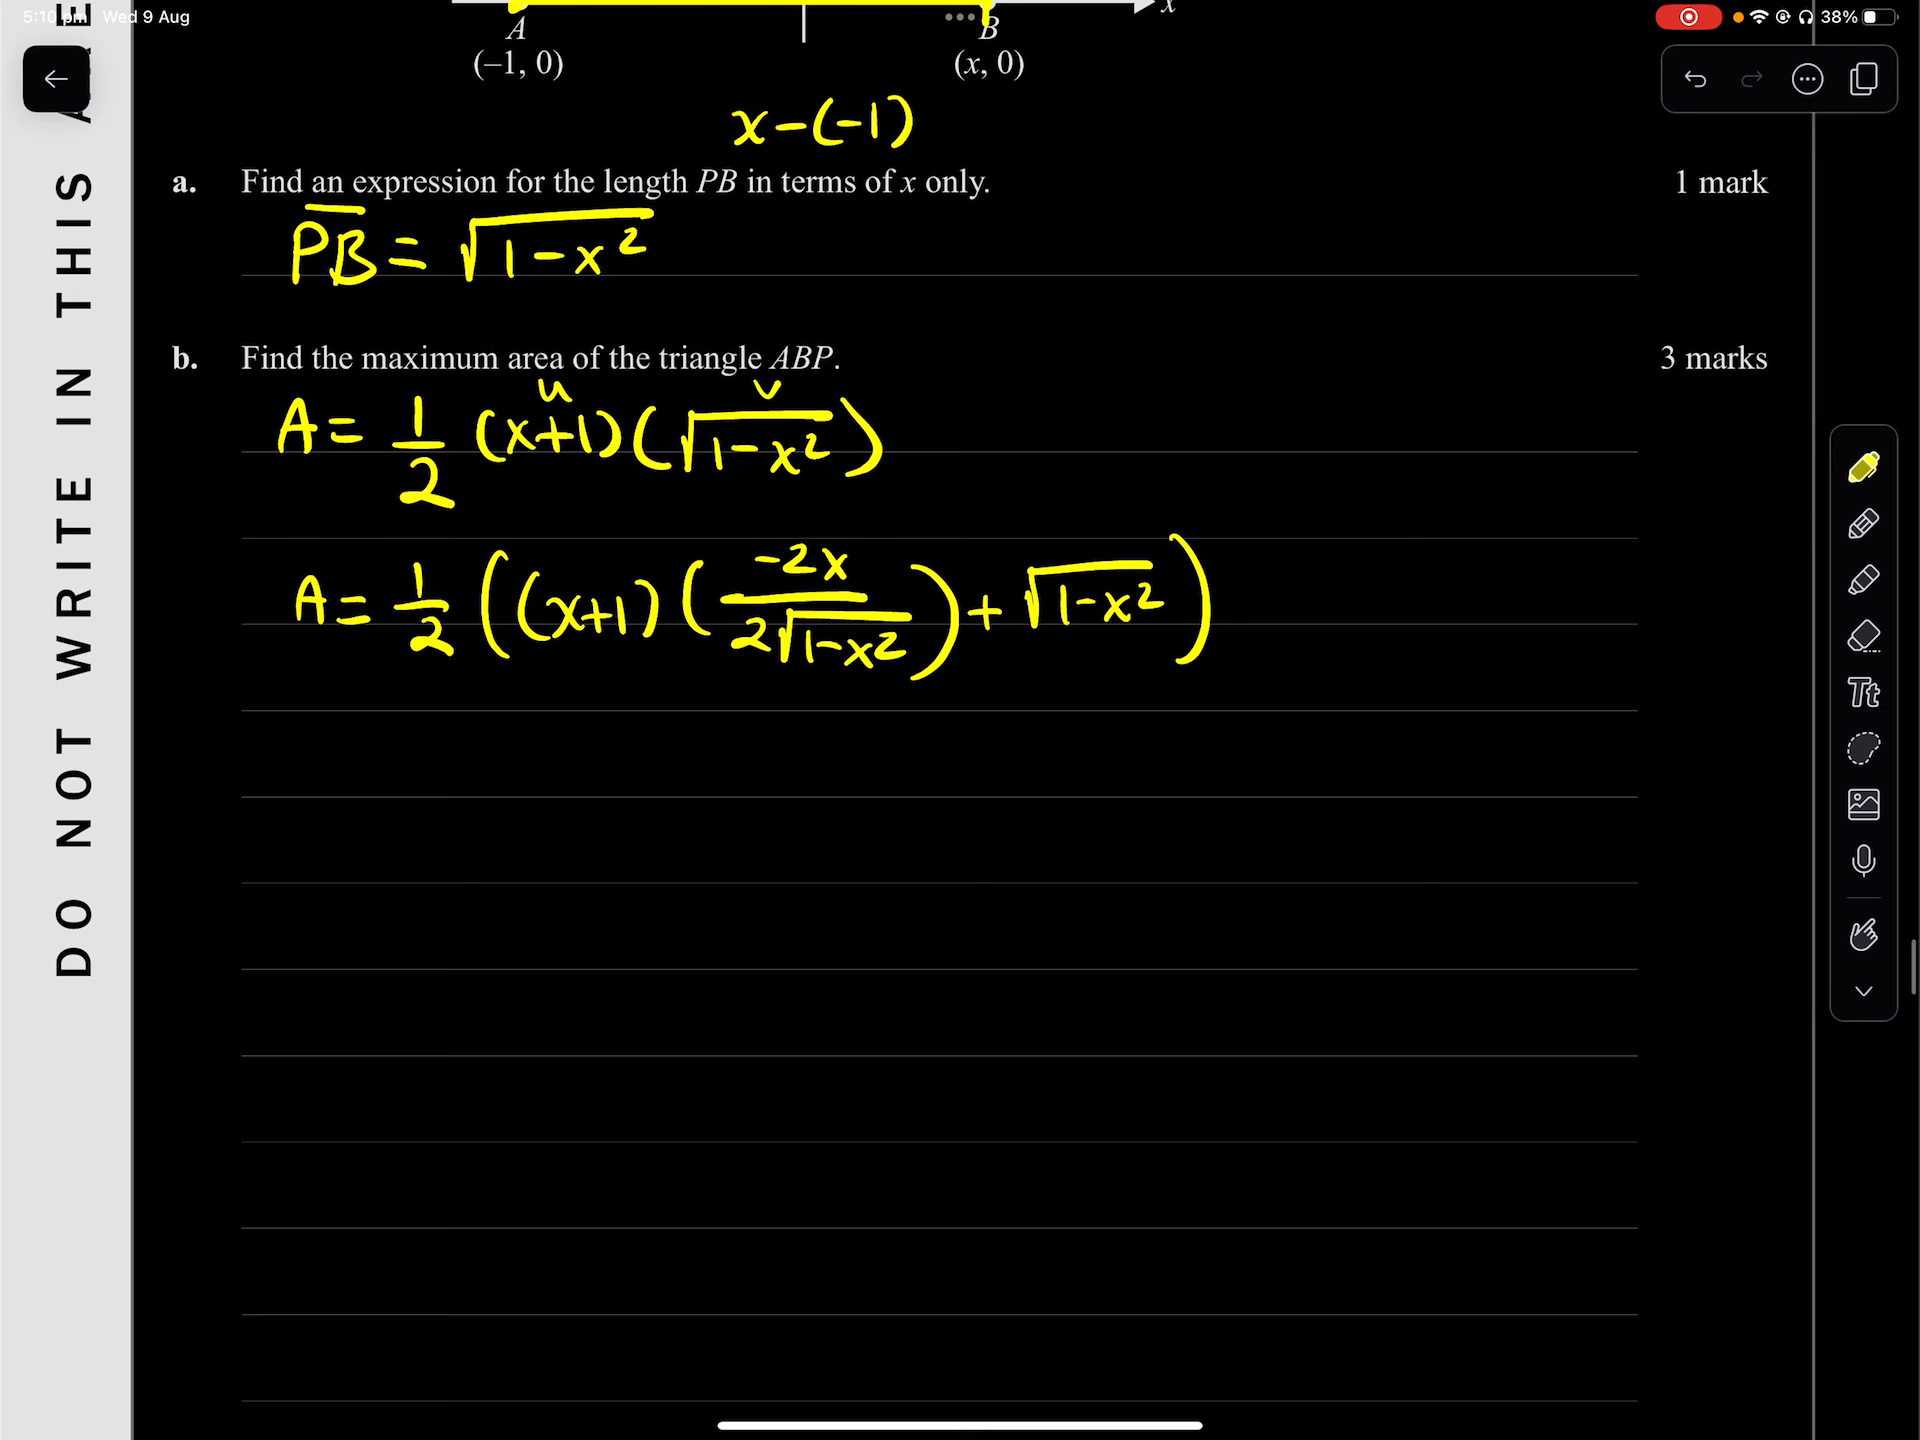 5:10 pm Wed 9 Aug
38%
x
A
B
(–1, 0)
(x, 0)
x-(-1)
a. Find an expression for the length PB in terms of x only. 1 mark
PB = √(1-x²)
b. Find the maximum area of the triangle ABP. 3 marks
u v
A = 1/2 (x+1)(√(1-x²))
A = 1/2 ((x+1)(-2x/2√(1-x²)) + √(1-x²))
Tt
DO NOT WRITE IN THIS